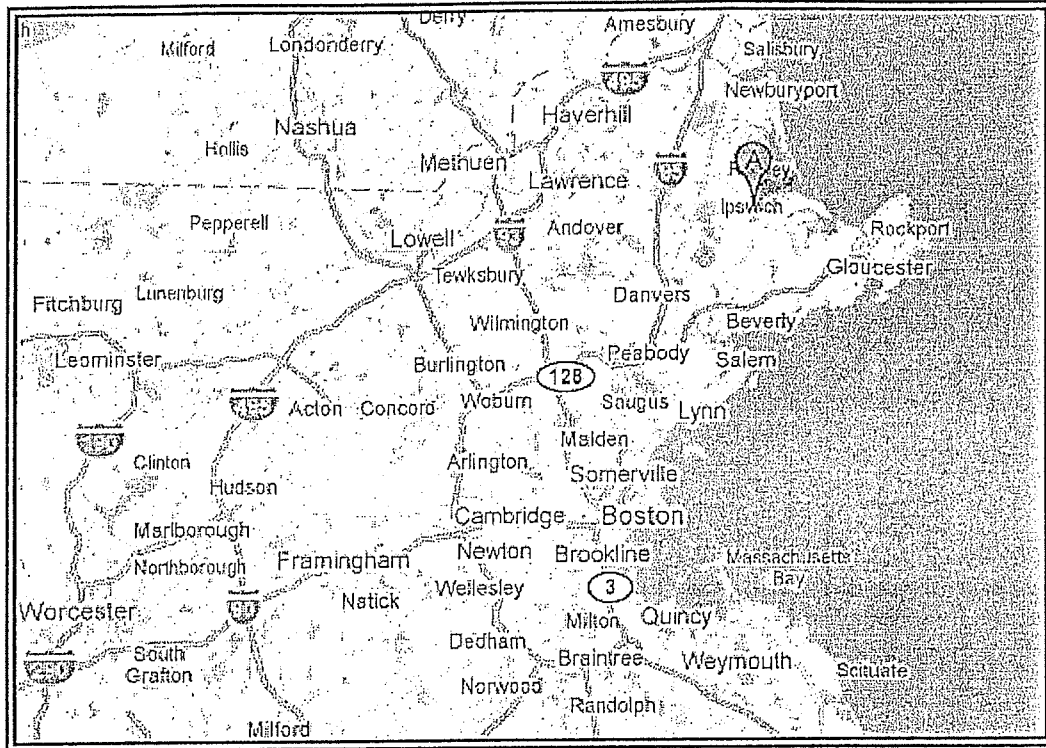 Derry
Amesbury
Milford
Londonderry
Salisbury
Newburyport
Haverhill
Nashua
Hollis
Methuen
A
Lawrence
Ipswich
Pepperell
Lowell
Andover
Rockport
Gloucester
Tewksbury
Lunenburg
Danvers
Fitchburg
Wilmington
Beverly
Leominster
Burlington
Peabody
Salem
128
Acton
Concord
Woburn
Saugus
Lynn
Malden
Clinton
Arlington
Somerville
Hudson
Cambridge
Boston
Marlborough
Framingham
Newton
Brookline
Massachusetts
Bay
Northborough
Wellesley
3
Worcester
Natick
Milton
Quincy
Dedham
South
Grafton
Braintree
Weymouth
Scituate
Norwood
Randolph
Milford